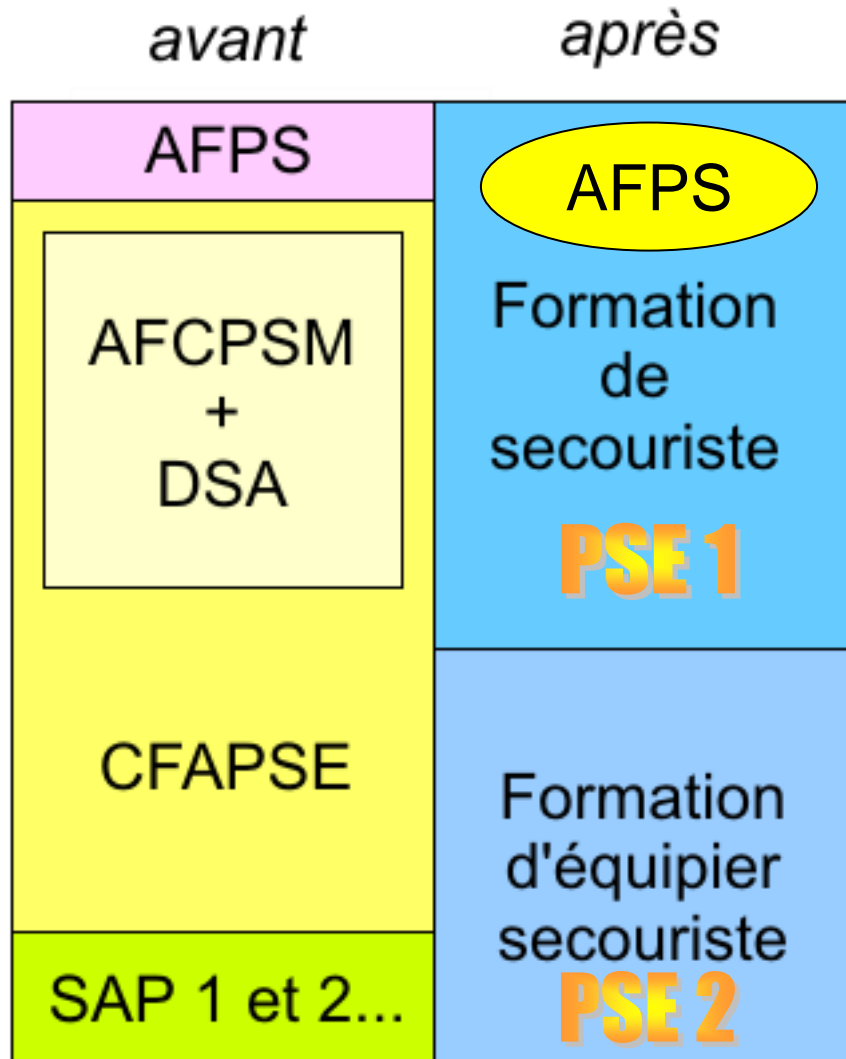 avant
après
AFPS
AFCPSM
+
DSA
CFAPSE
SAP 1 et 2...
AFPS
Formation
de
secouriste
PSE 1
Formation
d'équipier
secouriste
PSE 2